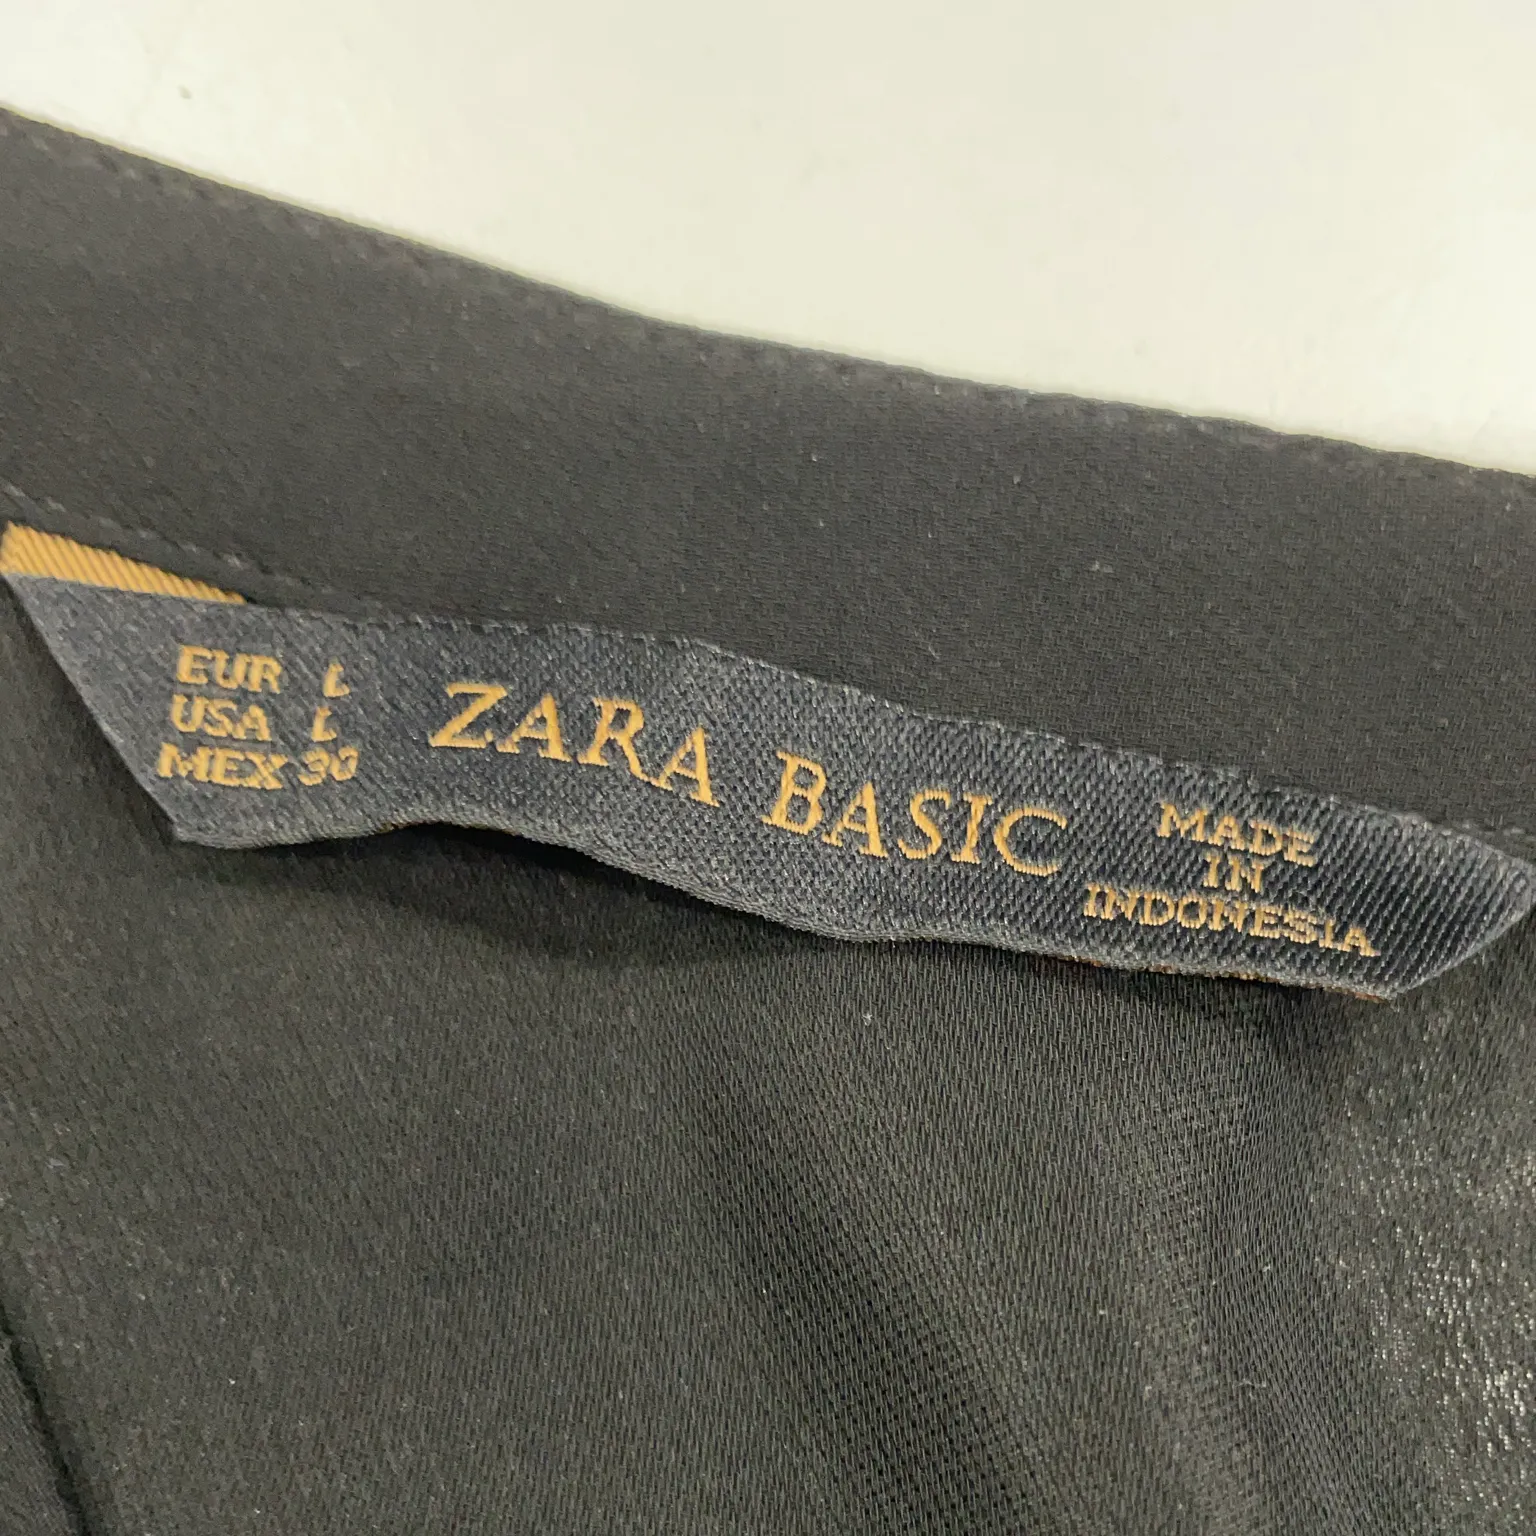 EUR L
USA L
MEX 30
ZARA BASIC
MADE
IN
INDONESIA